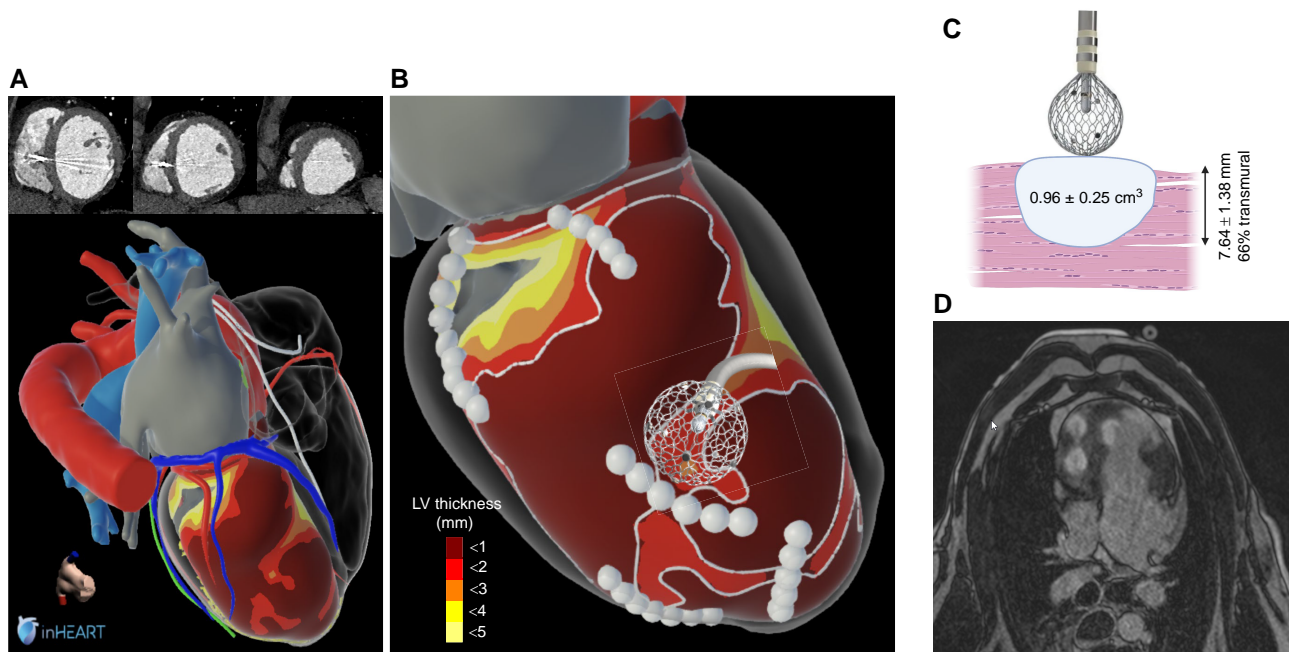 A
inHEART
B
LV thickness
(mm)
<1
<2
<3
<4
<5
C
0.96 ± 0.25 cm³
7.64 ± 1.38 mm
66% transmural
D